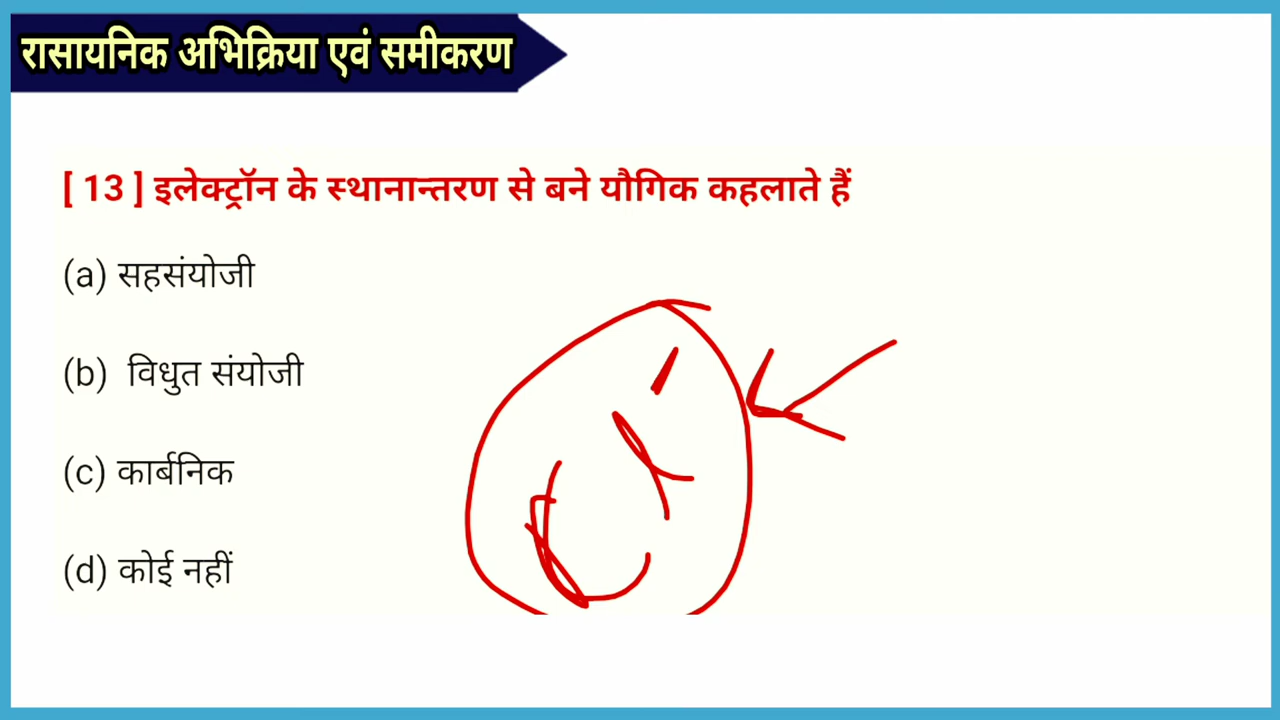 रासायनिक अभिक्रिया एवं समीकरण
[ 13 ] इलेक्ट्रॉन के स्थानान्तरण से बने यौगिक कहलाते हैं
(a) सहसंयोजी
(b) विधुत संयोजी
(c) कार्बनिक
(d) कोई नहीं